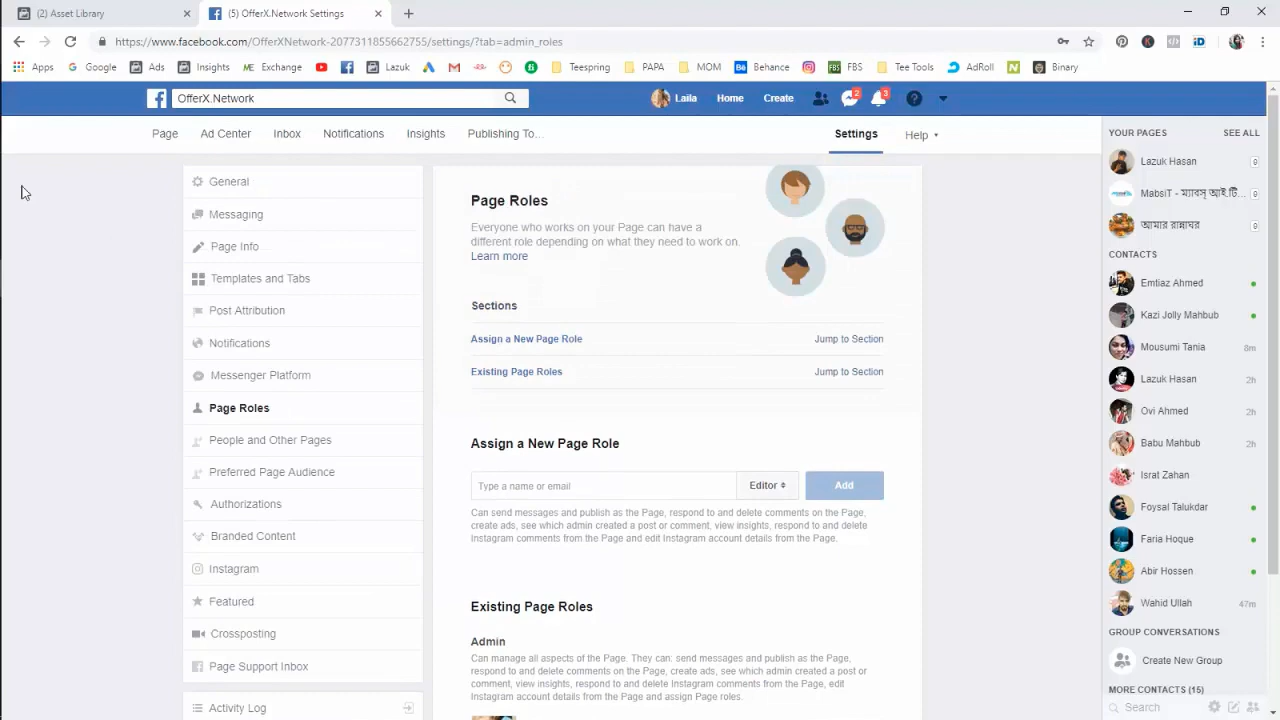 (2) Asset Library
(5) OfferX.Network Settings
https://www.facebook.com/OfferXNetwork-2077311855662755/settings/?tab=admin_roles
Apps Google Ads Insights Exchange Lazuk Teespring PAPA MOM Behance FBS Tee Tools AdRoll Binary
OfferX.Network
Laila Home Create 2 3
Page Ad Center Inbox Notifications Insights Publishing To... Settings Help
General
Messaging
Page Info
Templates and Tabs
Post Attribution
Notifications
Messenger Platform
Page Roles
People and Other Pages
Preferred Page Audience
Authorizations
Branded Content
Instagram
Featured
Crossposting
Page Support Inbox
Activity Log
Page Roles
Everyone who works on your Page can have a
different role depending on what they need to work on.
Learn more
Sections
Assign a New Page Role Jump to Section
Existing Page Roles Jump to Section
Assign a New Page Role
Type a name or email Editor Add
Can send messages and publish as the Page, respond to and delete comments on the Page,
create ads, see which admin created a post or comment, view insights, respond to and delete
Instagram comments from the Page and edit Instagram account details from the Page.
Existing Page Roles
Admin
Can manage all aspects of the Page. They can: send messages and publish as the Page,
respond to and delete comments on the Page, create ads, see which admin created a post or
comment, view insights, respond to and delete Instagram comments from the Page, edit
Instagram account details from the Page and assign Page roles.
YOUR PAGES SEE ALL
Lazuk Hasan
MabsiT - ম্যাবস্ আই.টি...
আমার রান্নাঘর
CONTACTS
Emtiaz Ahmed
Kazi Jolly Mahbub
Mousumi Tania 8m
Lazuk Hasan 2h
Ovi Ahmed 2h
Babu Mahbub 2h
Israt Zahan
Foysal Talukdar
Faria Hoque
Abir Hossen
Wahid Ullah 47m
GROUP CONVERSATIONS
Create New Group
MORE CONTACTS (15)
Search